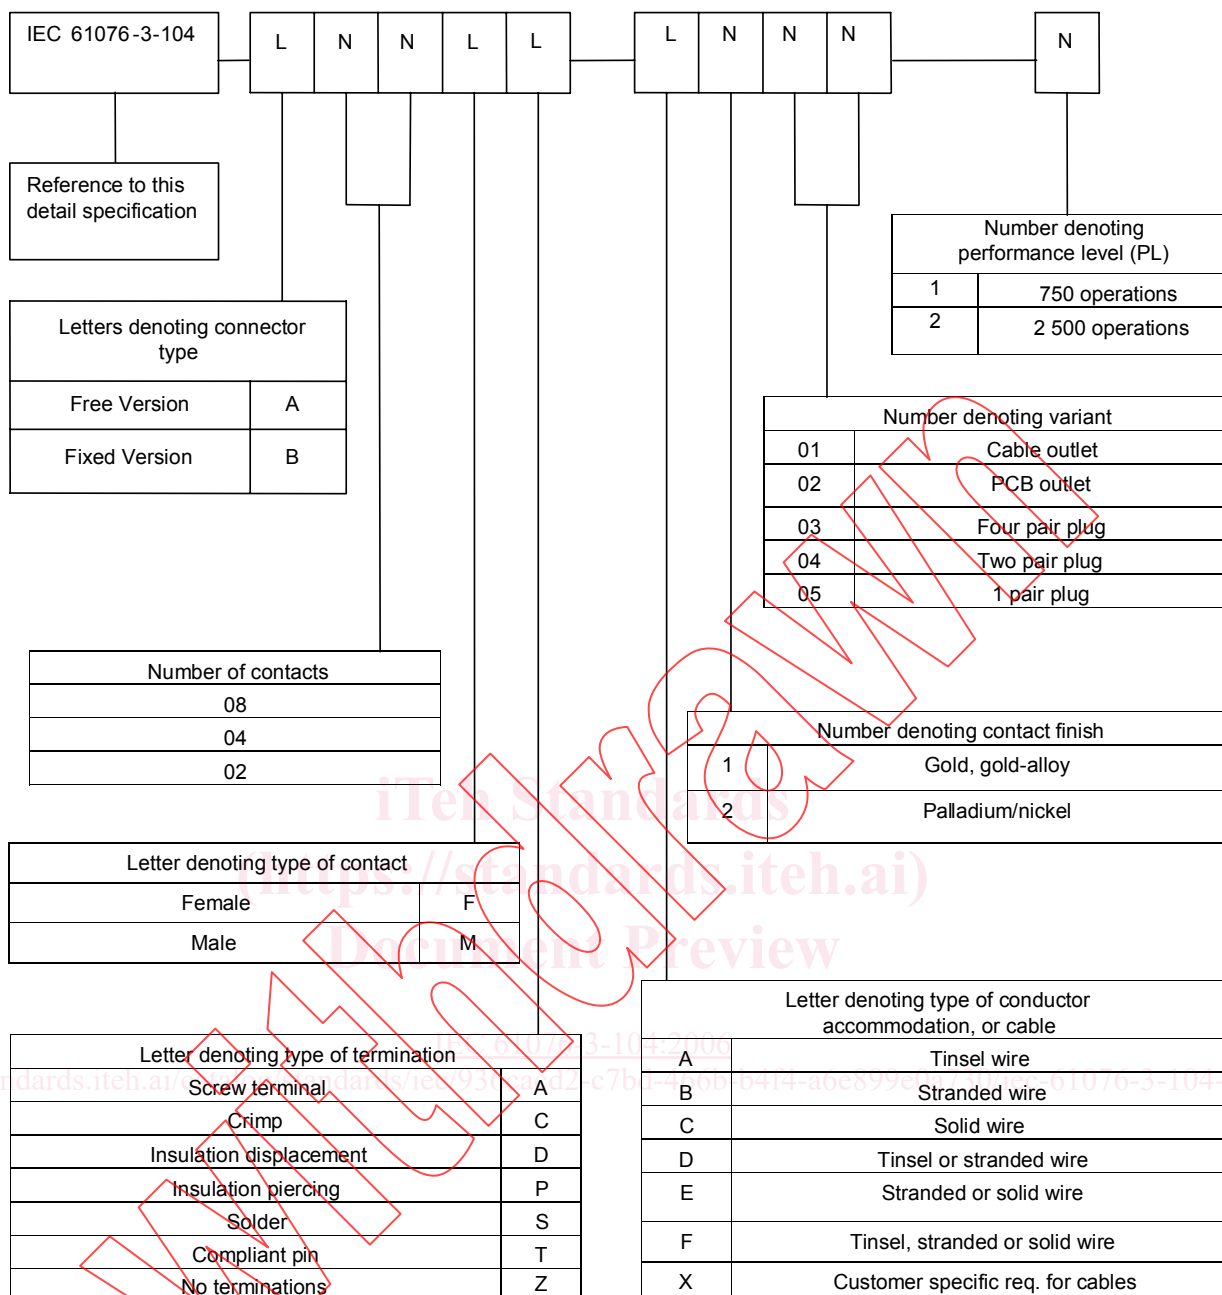 IEC 61076-3-104
L N N L L L N N N N
Reference to this
detail specification
Number denoting
performance level (PL)
1 750 operations
2 2 500 operations
Letters denoting connector
type
Free Version A
Fixed Version B
Number denoting variant
01 Cable outlet
02 PCB outlet
03 Four pair plug
04 Two pair plug
05 1 pair plug
Number of contacts
08
04
02
Number denoting contact finish
1 Gold, gold-alloy
2 Palladium/nickel
iTeh Standards
(https://standards.iteh.ai)
Document Preview
Letter denoting type of contact
Female F
Male M
Letter denoting type of conductor
accommodation, or cable
A Tinsel wire
B Stranded wire
C Solid wire
D Tinsel or stranded wire
E Stranded or solid wire
F Tinsel, stranded or solid wire
X Customer specific req. for cables
IEC 61076-3-104:2006
Letter denoting type of termination
Screw terminal A
Crimp C
Insulation displacement D
Insulation piercing P
Solder S
Compliant pin T
No terminations Z
withdrawn